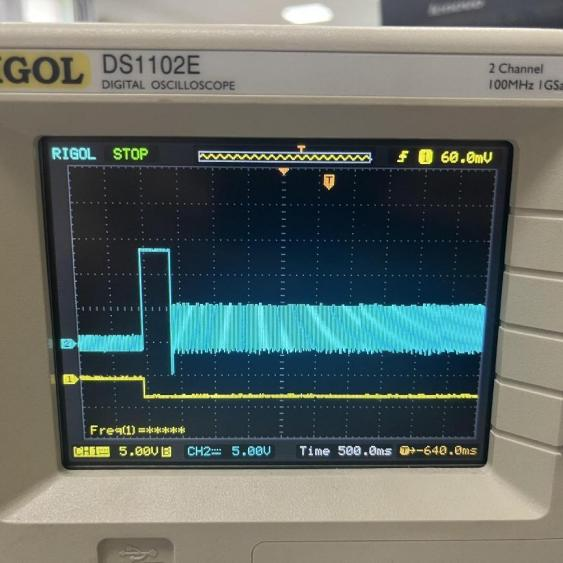 IGOL DS1102E
DIGITAL OSCILLOSCOPE
2 Channel
100MHz 1GSa
RIGOL STOP
T
1 60.0mV
T
2
1
Freq(1)=*****
CH1 5.00V B CH2 5.00V Time 500.0ms T→-640.0ms